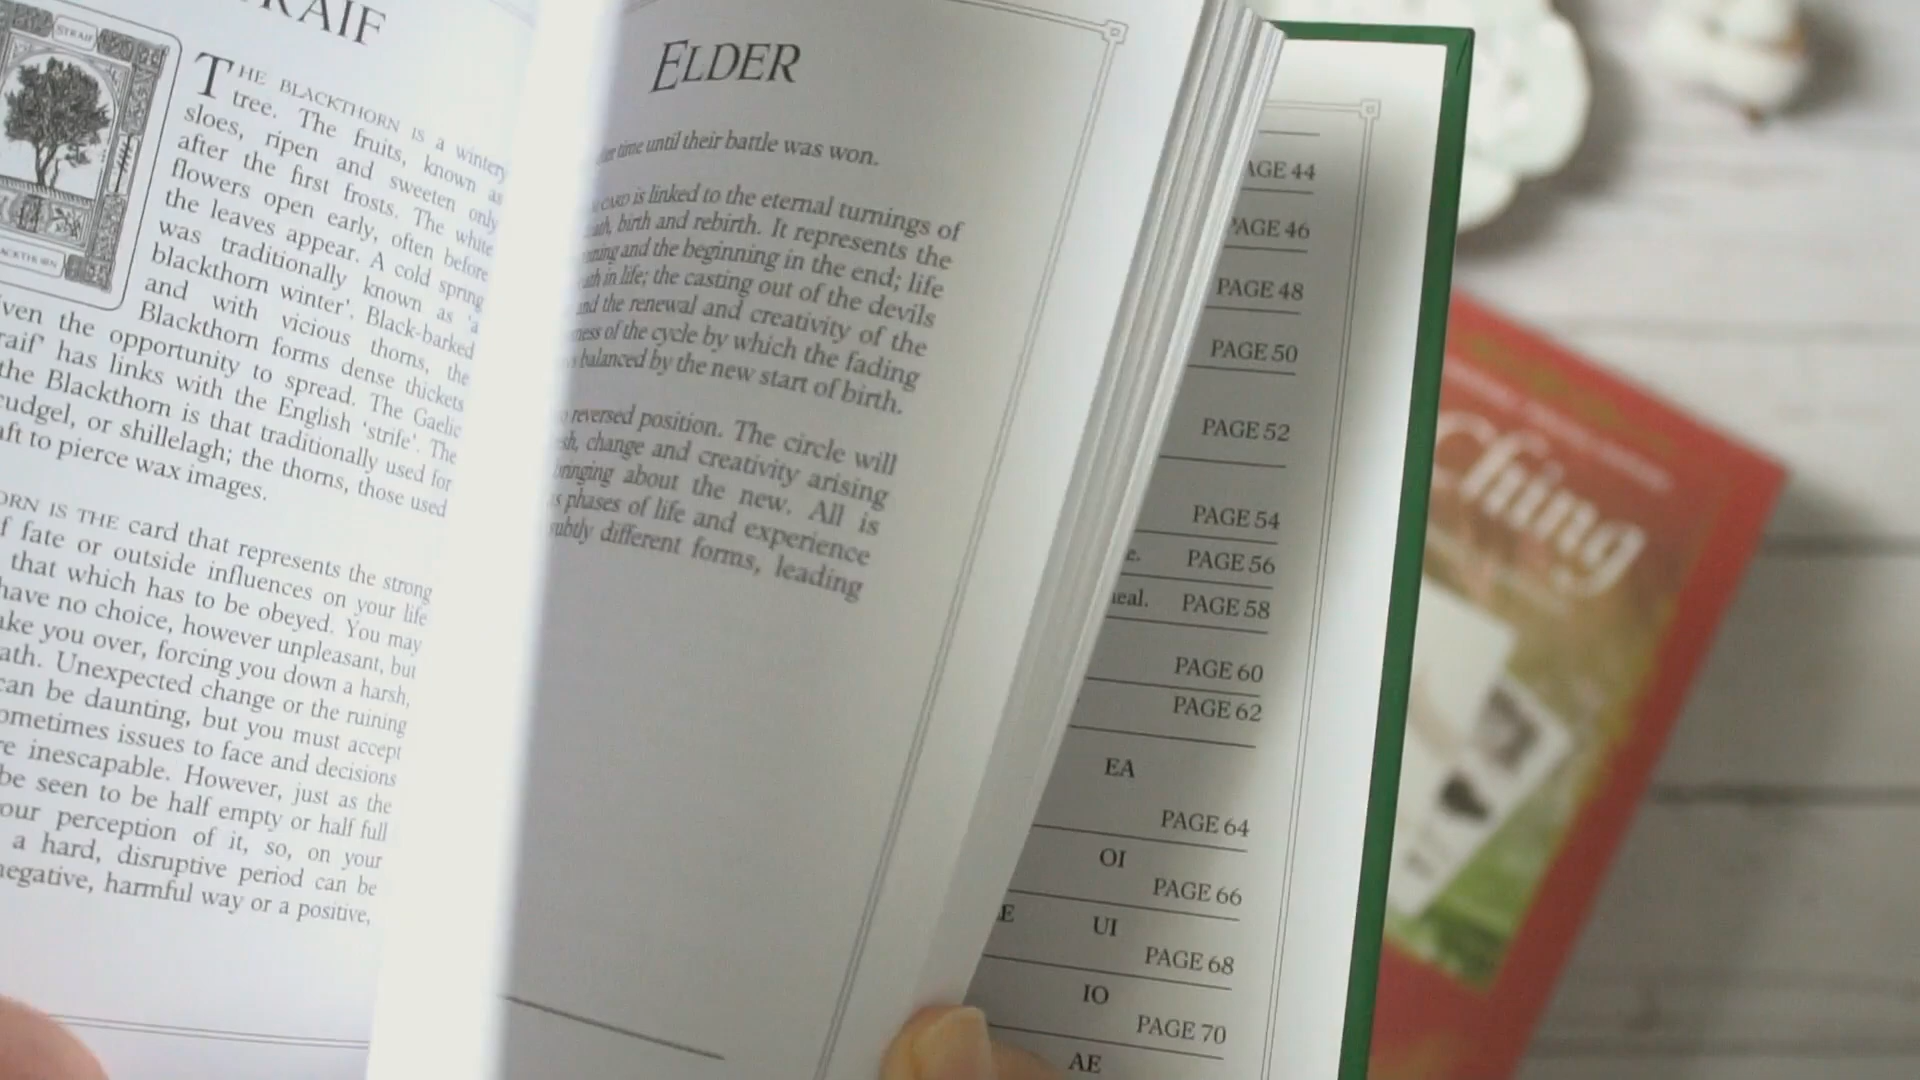 STRAIF
THE BLACKTHORN IS a wintery
tree. The fruits, known as
sloes, ripen and sweeten only
after the first frosts. The white
flowers open early, often before
the leaves appear. A cold spring
was traditionally known as 'a
blackthorn winter'. Black-barked
and with vicious thorns, the
Blackthorn forms dense thickets
the opportunity to spread. The Gaelic
has links with the English 'strife'. The
the Blackthorn is that traditionally used for
or shillelagh; the thorns, those used
to pierce wax images.
IS THE card that represents the strong
fate or outside influences on your life
that which has to be obeyed. You may
have no choice, however unpleasant, but
you over, forcing you down a harsh,
Unexpected change or the ruining
can be daunting, but you must accept
issues to face and decisions
inescapable. However, just as the
be seen to be half empty or half full
perception of it, so, on your
a hard, disruptive period can be
negative, harmful way or a positive,
ELDER
time until their battle was won.
CARD is linked to the eternal turnings of
birth and rebirth. It represents the
and the beginning in the end; life
in life; the casting out of the devils
and the renewal and creativity of the
of the cycle by which the fading
balanced by the new start of birth.
reversed position. The circle will
change and creativity arising
bringing about the new. All is
phases of life and experience
subtly different forms, leading
PAGE 44
PAGE 46
PAGE 48
PAGE 50
PAGE 52
PAGE 54
PAGE 56
PAGE 58
PAGE 60
PAGE 62
EA
PAGE 64
OI
PAGE 66
UI
PAGE 68
IO
PAGE 70
AE
Ching